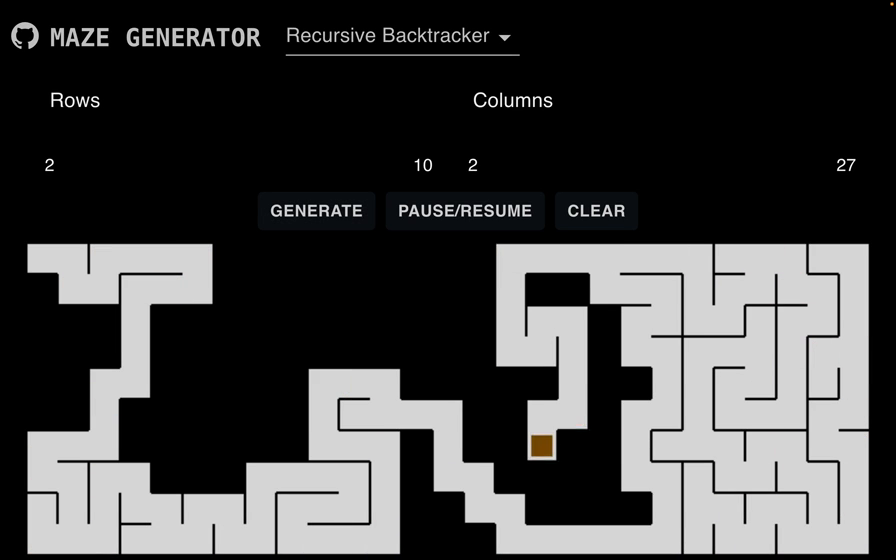 MAZE GENERATOR Recursive Backtracker
Rows Columns
2 10 2 27
GENERATE PAUSE/RESUME CLEAR